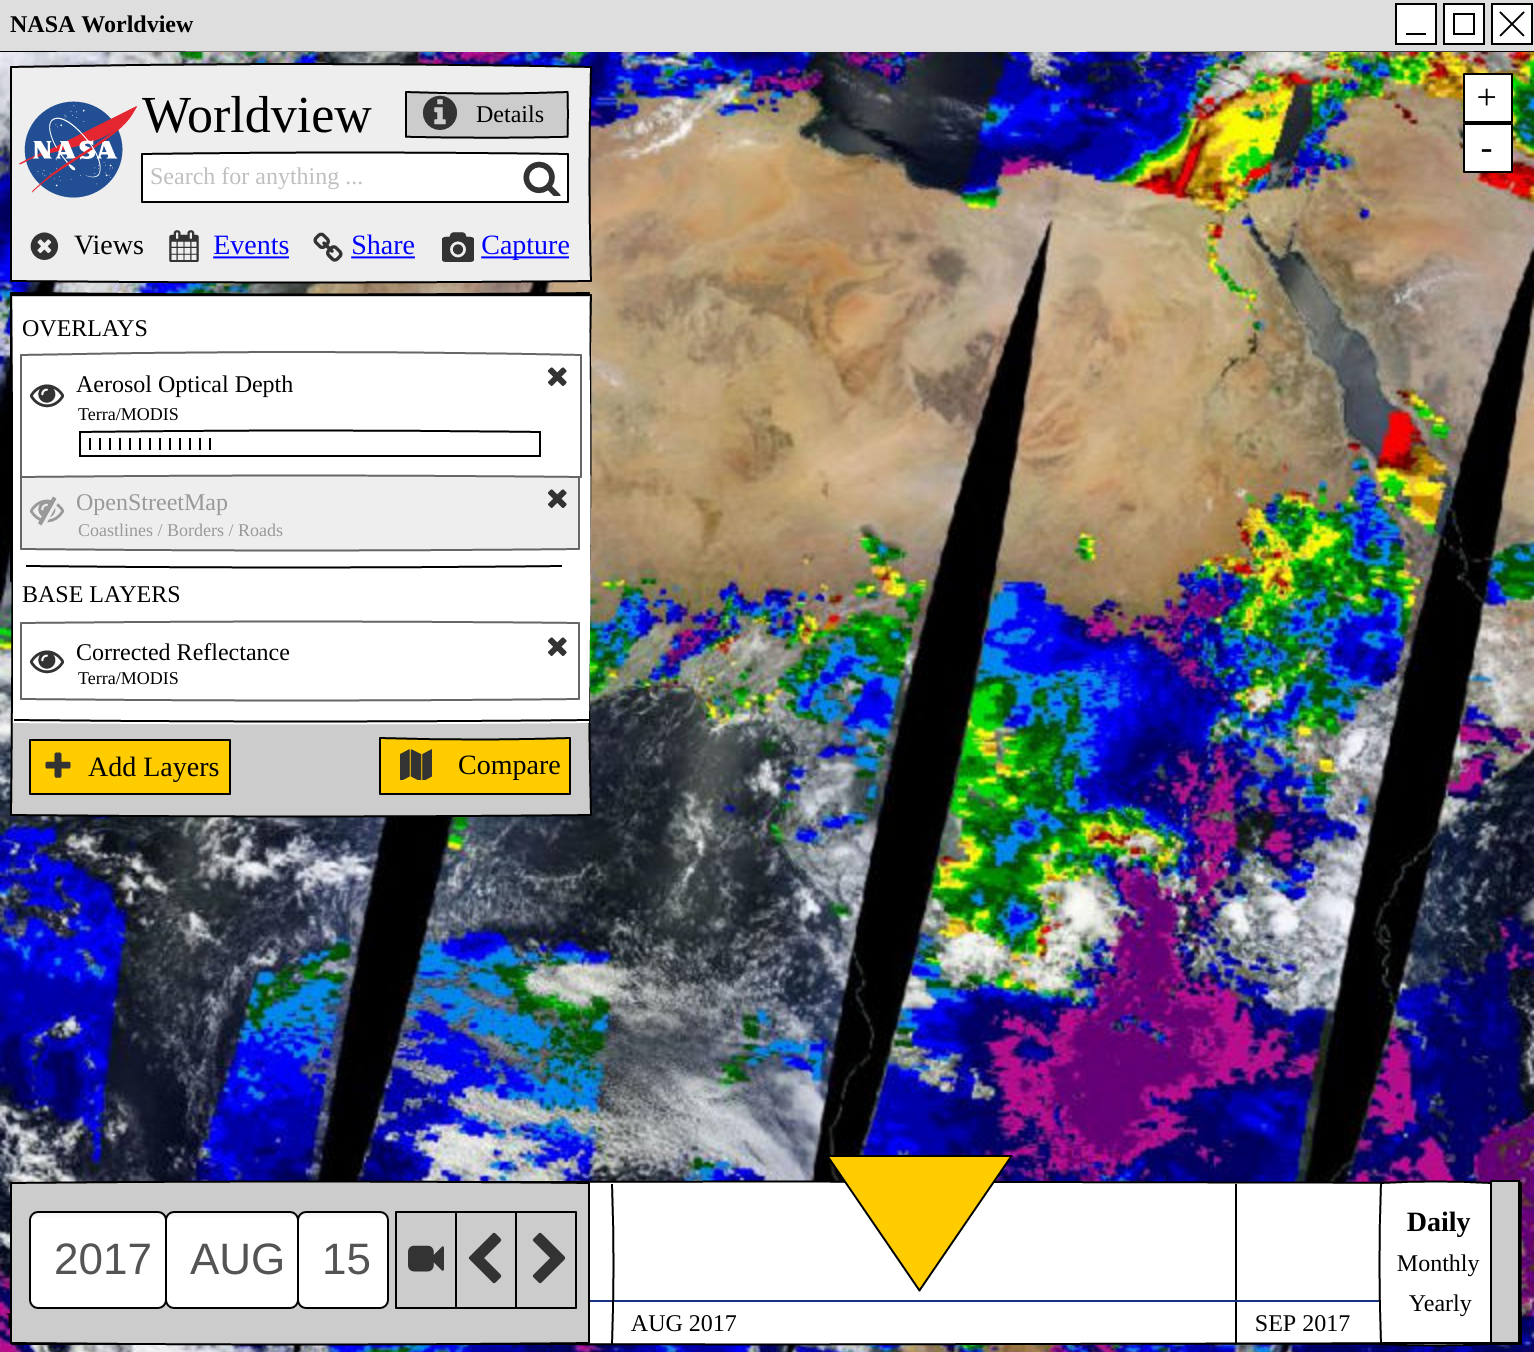 NASA Worldview
Worldview
Details
NASA
Search for anything ...
Views Events Share Capture
+
-
OVERLAYS
Aerosol Optical Depth
Terra/MODIS
OpenStreetMap
Coastlines / Borders / Roads
BASE LAYERS
Corrected Reflectance
Terra/MODIS
Add Layers Compare
2017 AUG 15
AUG 2017 SEP 2017
Daily
Monthly
Yearly